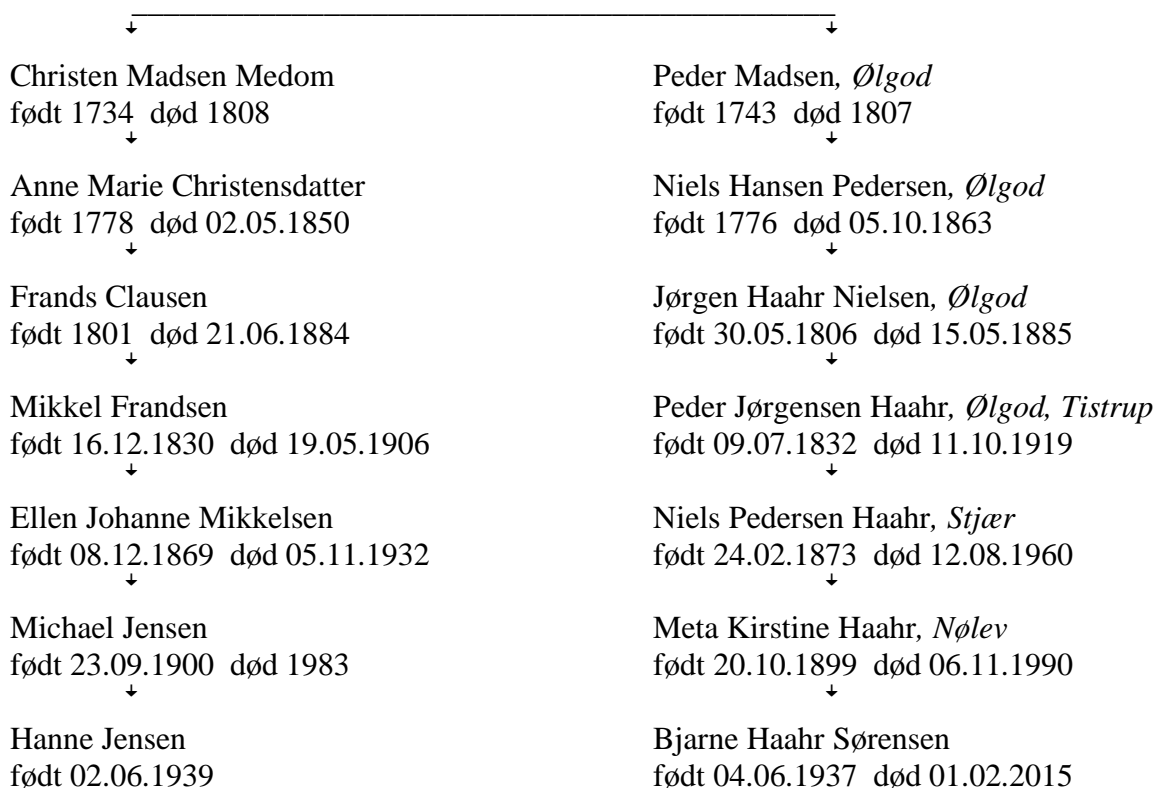 Christen Madsen Medom
født 1734 død 1808
Anne Marie Christensdatter
født 1778 død 02.05.1850
Frands Clausen
født 1801 død 21.06.1884
Mikkel Frandsen
født 16.12.1830 død 19.05.1906
Ellen Johanne Mikkelsen
født 08.12.1869 død 05.11.1932
Michael Jensen
født 23.09.1900 død 1983
Hanne Jensen
født 02.06.1939
Peder Madsen, Ølgod
født 1743 død 1807
Niels Hansen Pedersen, Ølgod
født 1776 død 05.10.1863
Jørgen Haahr Nielsen, Ølgod
født 30.05.1806 død 15.05.1885
Peder Jørgensen Haahr, Ølgod, Tistrup
født 09.07.1832 død 11.10.1919
Niels Pedersen Haahr, Stjær
født 24.02.1873 død 12.08.1960
Meta Kirstine Haahr, Nølev
født 20.10.1899 død 06.11.1990
Bjarne Haahr Sørensen
født 04.06.1937 død 01.02.2015